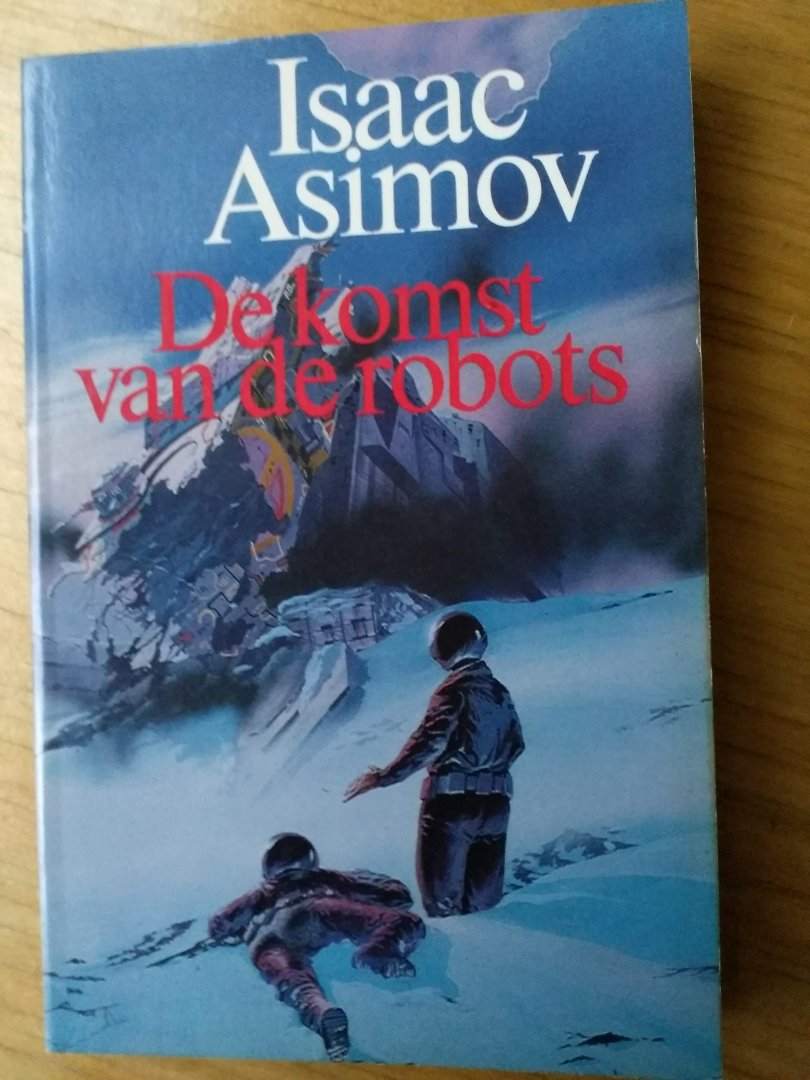 Isaac
Asimov
De komst
van de robots